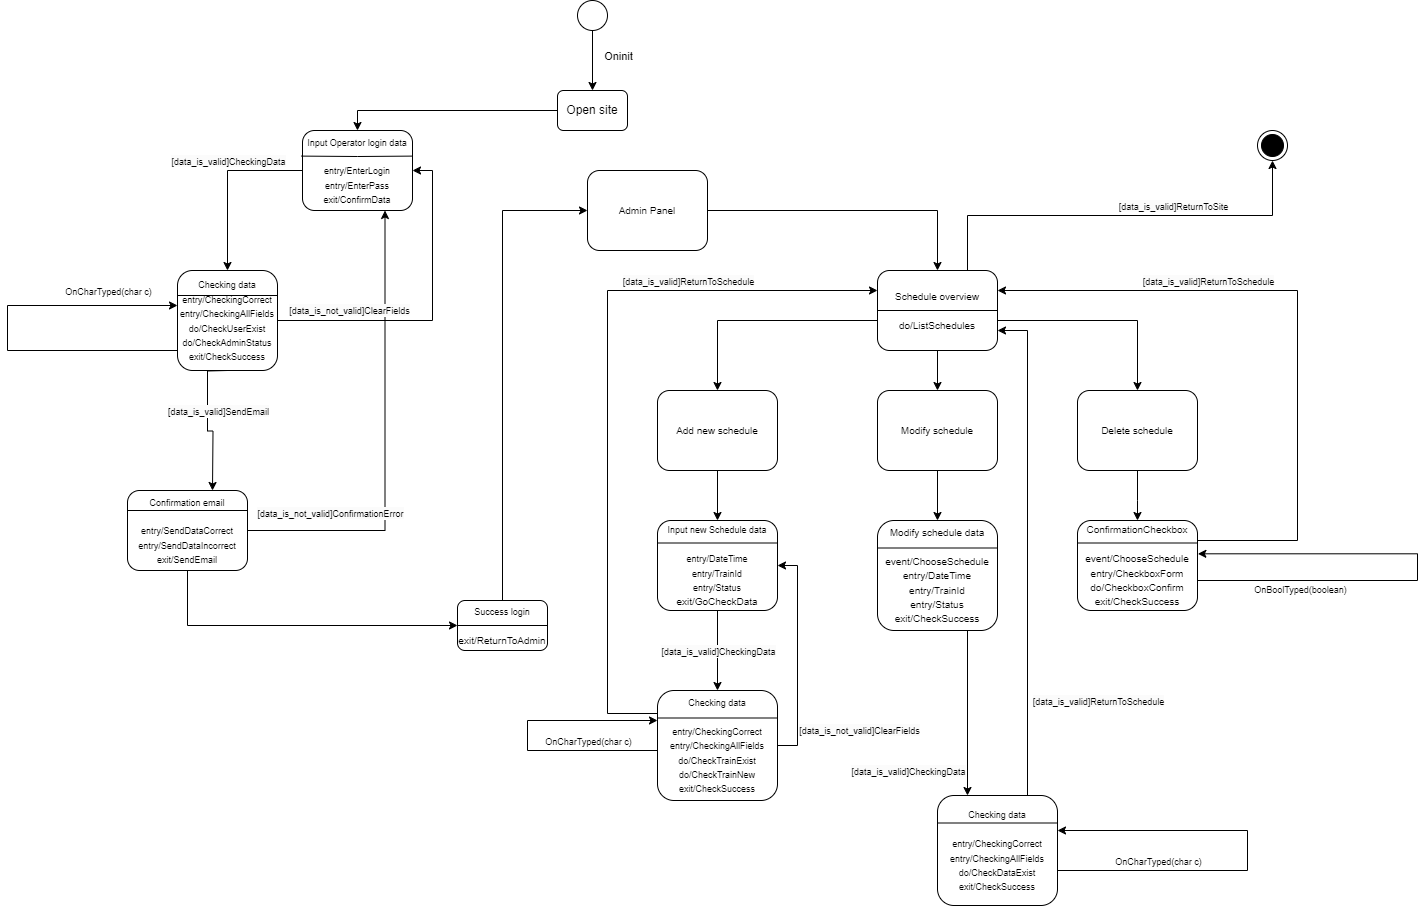 Oninit
Open site
Input Operator login data
entry/EnterLogin
entry/EnterPass
exit/ConfirmData
[data_is_valid]CheckingData
Admin Panel
[data_is_valid]ReturnToSite
Checking data
entry/CheckingCorrect
entry/CheckingAllFields
do/CheckUserExist
do/CheckAdminStatus
exit/CheckSuccess
OnCharTyped(char c)
[data_is_not_valid]ClearFields
[data_is_valid]ReturnToSchedule
Schedule overview
do/ListSchedules
[data_is_valid]ReturnToSchedule
[data_is_valid]SendEmail
Add new schedule
Modify schedule
Delete schedule
Confirmation email
entry/SendDataCorrect
entry/SendDataIncorrect
exit/SendEmail
[data_is_not_valid]ConfirmationError
Input new Schedule data
entry/DateTime
entry/TrainId
entry/Status
exit/GoCheckData
Modify schedule data
event/ChooseSchedule
entry/DateTime
entry/TrainId
entry/Status
exit/CheckSuccess
ConfirmationCheckbox
event/ChooseSchedule
entry/CheckboxForm
do/CheckboxConfirm
exit/CheckSuccess
OnBoolTyped(boolean)
Success login
exit/ReturnToAdmin
[data_is_valid]CheckingData
Checking data
entry/CheckingCorrect
entry/CheckingAllFields
do/CheckTrainExist
do/CheckTrainNew
exit/CheckSuccess
OnCharTyped(char c)
[data_is_not_valid]ClearFields
[data_is_valid]ReturnToSchedule
[data_is_valid]CheckingData
Checking data
entry/CheckingCorrect
entry/CheckingAllFields
do/CheckDataExist
exit/CheckSuccess
OnCharTyped(char c)